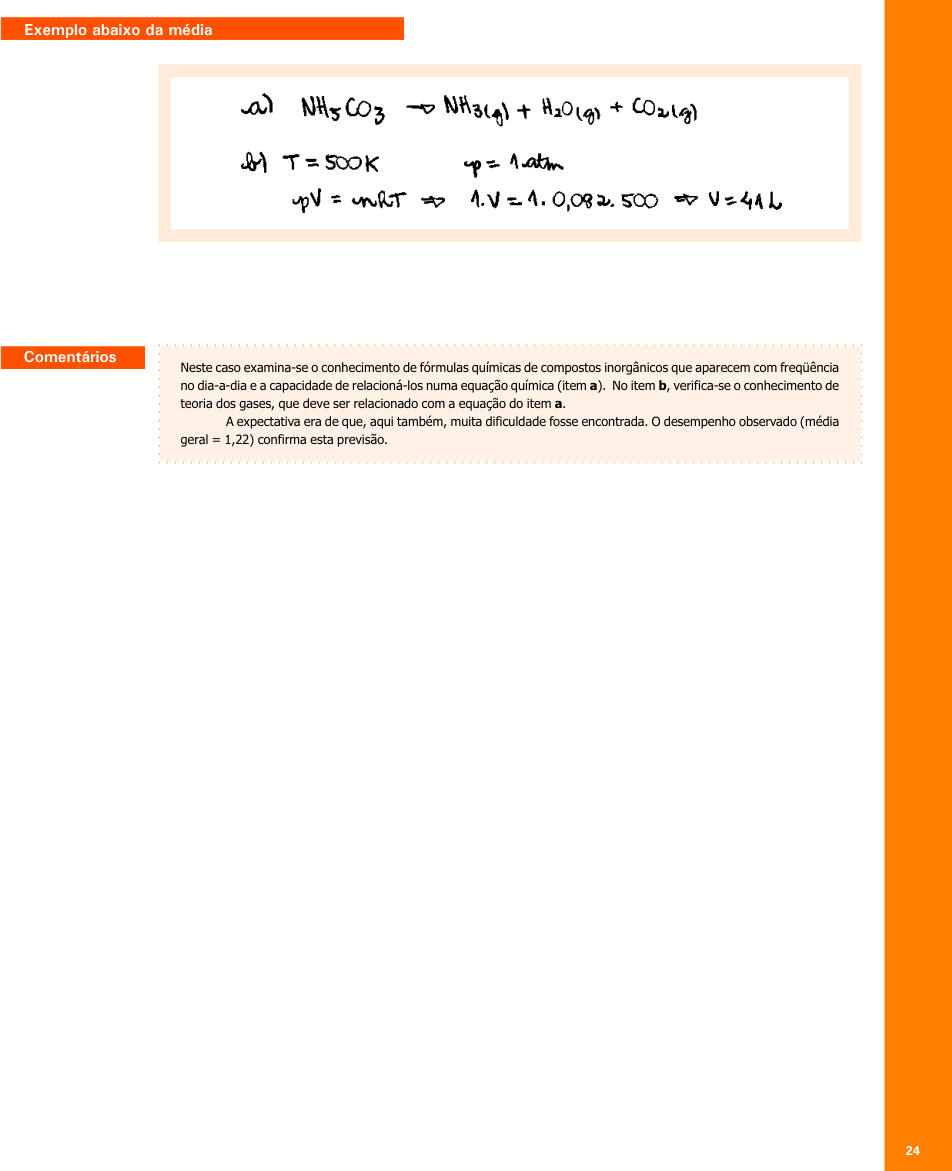 Exemplo abaixo da média
a) NH₅CO₃ → NH₃(g) + H₂O(g) + CO₂(g)
b) T = 500K p = 1 atm
pV = nRT ⇒ 1.V = 1. 0,082. 500 ⇒ V = 41 L
Comentários
Neste caso examina-se o conhecimento de fórmulas químicas de compostos inorgânicos que aparecem com freqüência
no dia-a-dia e a capacidade de relacioná-los numa equação química (item a). No item b, verifica-se o conhecimento de
teoria dos gases, que deve ser relacionado com a equação do item a.
A expectativa era de que, aqui também, muita dificuldade fosse encontrada. O desempenho observado (média
geral = 1,22) confirma esta previsão.
24